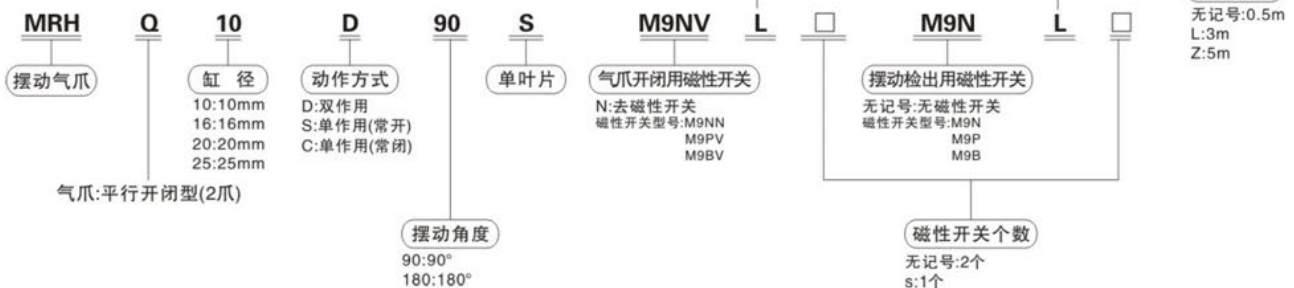 MRH Q 10 D 90 S M9NV L □ M9N L □
无记号:0.5m
L:3m
Z:5m
摆动气爪
缸 径
10:10mm
16:16mm
20:20mm
25:25mm
动作方式
D:双作用
S:单作用(常开)
C:单作用(常闭)
单叶片
气爪开闭用磁性开关
N:去磁性开关
磁性开关型号:M9NN
M9PV
M9BV
摆动检出用磁性开关
无记号:无磁性开关
磁性开关型号:M9N
M9P
M9B
气爪:平行开闭型(2爪)
摆动角度
90:90°
180:180°
磁性开关个数
无记号:2个
s:1个